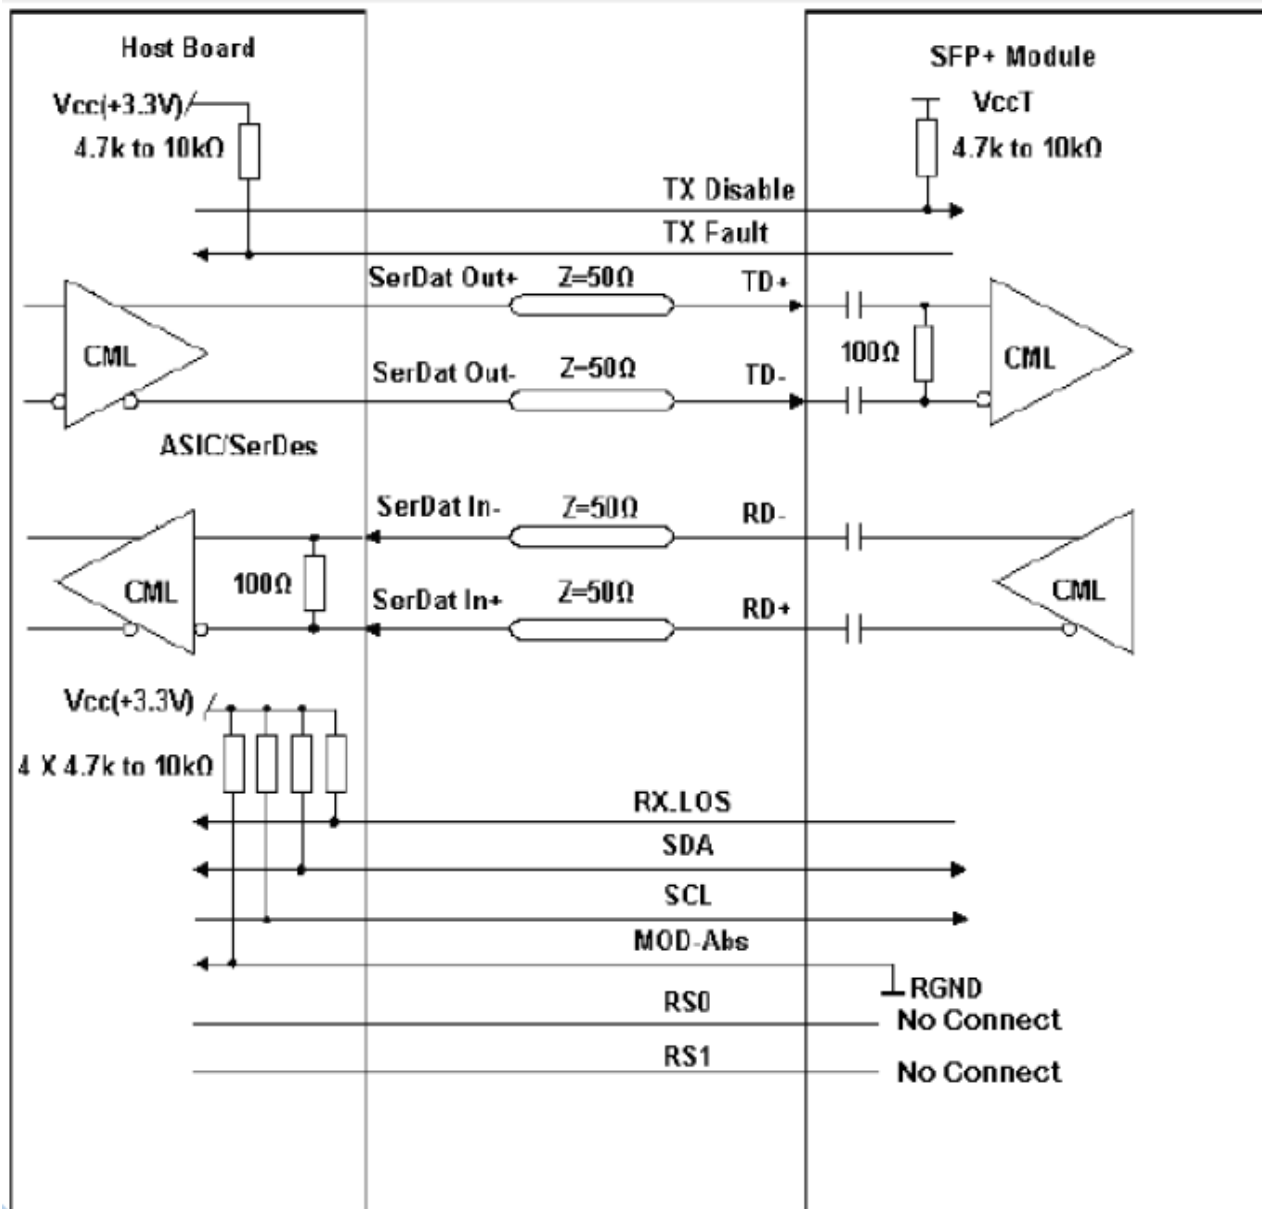 Host Board
SFP+ Module
Vcc(+3.3V)
VccT
4.7k to 10kΩ
4.7k to 10kΩ
TX Disable
TX Fault
SerDat Out+
Z=50Ω
TD+
CML
100Ω
CML
SerDat Out-
Z=50Ω
TD-
ASIC/SerDes
SerDat In-
Z=50Ω
RD-
CML
100Ω
CML
SerDat In+
Z=50Ω
RD+
Vcc(+3.3V)
4 X 4.7k to 10kΩ
RX.LOS
SDA
SCL
MOD-Abs
RGND
RS0
No Connect
RS1
No Connect